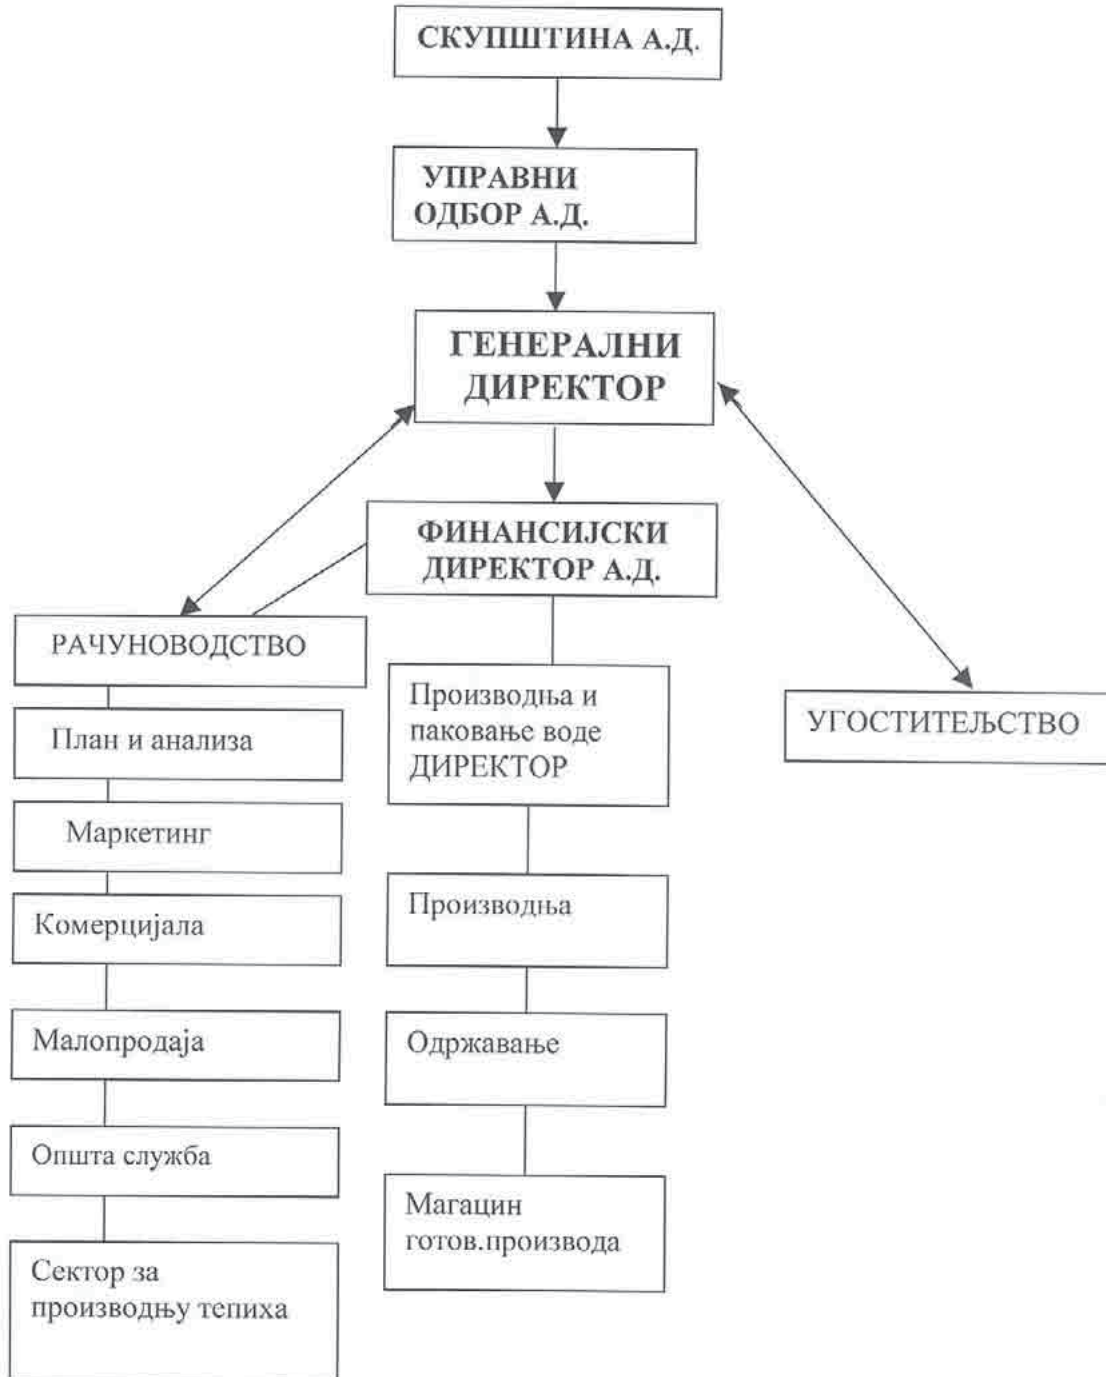 СКУПШТИНА А.Д.
УПРАВНИ
ОДБОР А.Д.
ГЕНЕРАЛНИ
ДИРЕКТОР
ФИНАНСИЈСКИ
ДИРЕКТОР А.Д.
РАЧУНОВОДСТВО
План и анализа
Маркетинг
Комерцијала
Малопродаја
Општа служба
Сектор за
производњу тепиха
Производња и
паковање воде
ДИРЕКТОР
Производња
Одржавање
Магацин
готов.производа
УГОСТИТЕЉСТВО